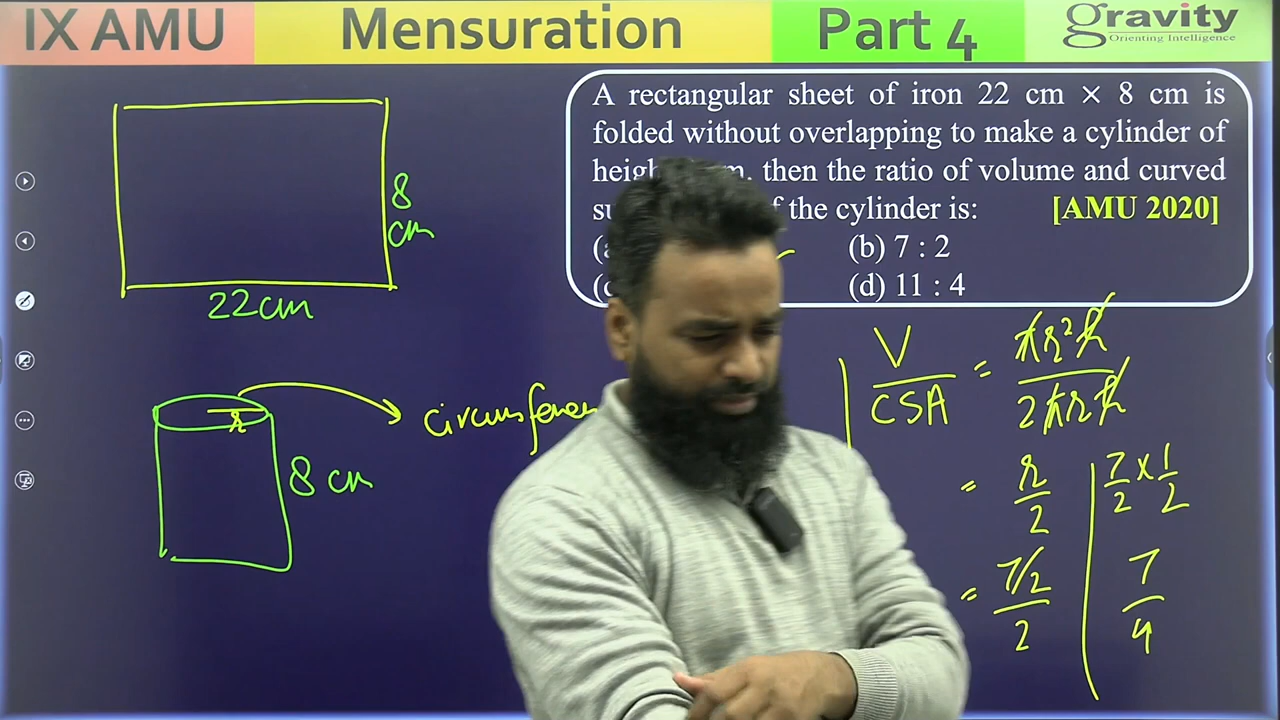 IX AMU
Mensuration
Part 4
gravity
Orienting Intelligence
A rectangular sheet of iron 22 cm × 8 cm is
folded without overlapping to make a cylinder of
then the ratio of volume and curved
the cylinder is: [AMU 2020]
(b) 7 : 2
(d) 11 : 4
8
cm
22cm
r
8 cm
V/CSA = πr²h/2πrh
= r/2
7/2 × 1/2
= 7/2/2
7/4